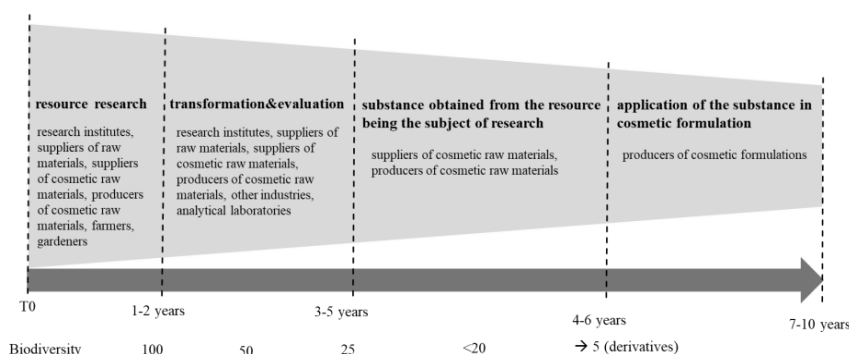 resource research
research institutes,
suppliers of raw
materials, suppliers
of cosmetic raw
materials, producers
of cosmetic raw
materials, farmers,
gardeners
transformation&evaluation
research institutes, suppliers of
raw materials, suppliers of
cosmetic raw materials,
producers of cosmetic raw
materials, other industries,
analytical laboratories
substance obtained from the resource
being the subject of research
suppliers of cosmetic raw materials,
producers of cosmetic raw materials
application of the substance in
cosmetic formulation
producers of cosmetic formulations
T0
1-2 years
3-5 years
4-6 years
7-10 years
Biodiversity 100 50 25 <20 → 5 (derivatives)